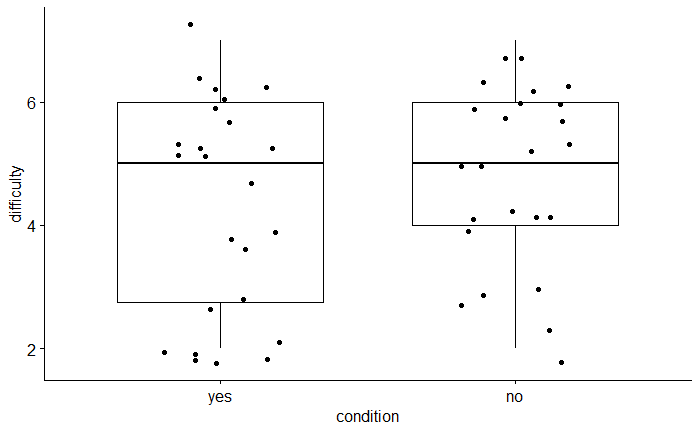 difficulty
6
4
2
yes no
condition